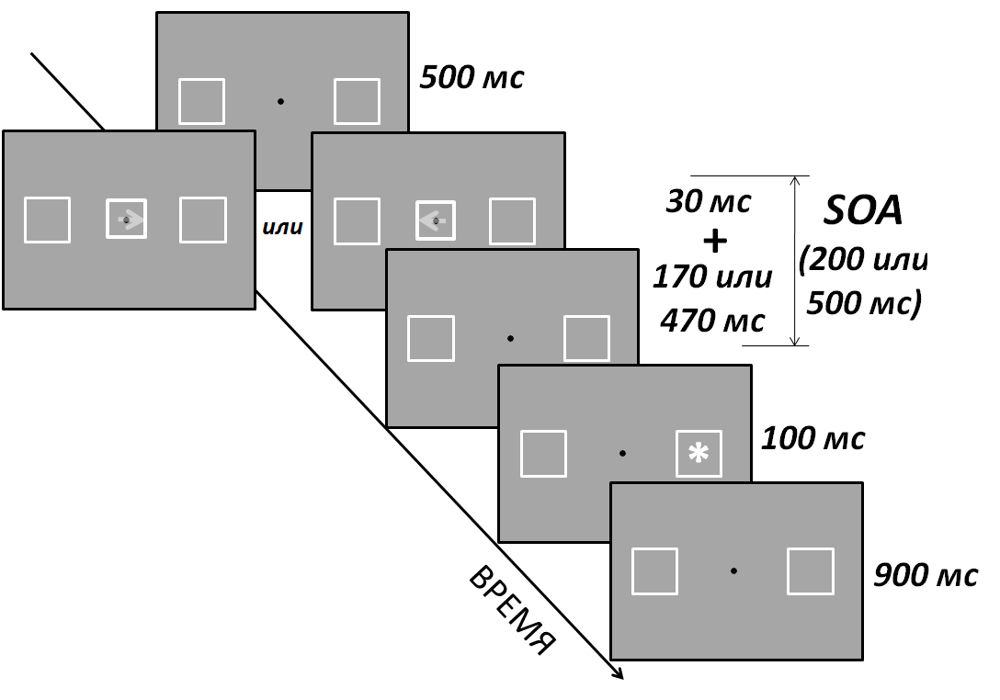 500 мс
или
30 мс
+
170 или
470 мс
SOA
(200 или
500 мс)
*
100 мс
900 мс
ВРЕМЯ